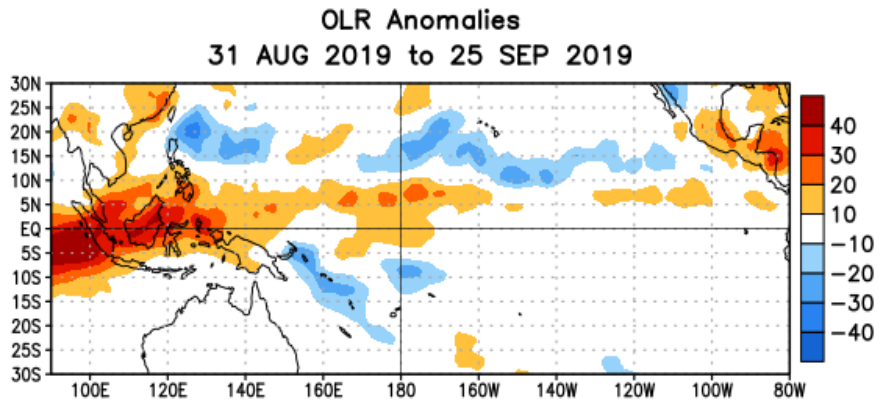 OLR Anomalies
31 AUG 2019 to 25 SEP 2019
30N
25N
20N
15N
10N
5N
EQ
5S
10S
15S
20S
25S
30S
100E 120E 140E 160E 180 160W 140W 120W 100W 80W
40
30
20
10
-10
-20
-30
-40